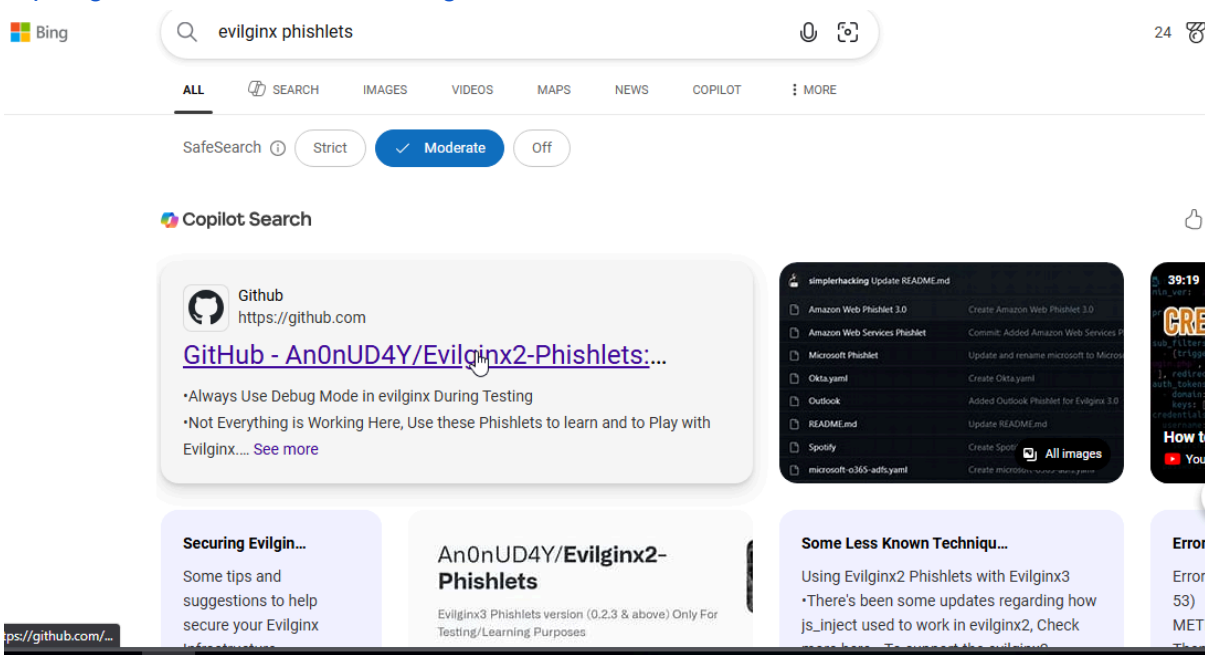 Bing
evilginx phishlets
24
ALL
SEARCH
IMAGES
VIDEOS
MAPS
NEWS
COPILOT
MORE
SafeSearch
Strict
Moderate
Off
Copilot Search
Github
https://github.com
GitHub - An0nUD4Y/Evilginx2-Phishlets:...
•Always Use Debug Mode in evilginx During Testing
•Not Everything is Working Here, Use these Phishlets to learn and to Play with
Evilginx.... See more
simplerhacking Update README.md
Amazon Web Phishlet 3.0 Create Amazon Web Phishlet 3.0
Amazon Web Services Phishlet Commit: Added Amazon Web Services
Microsoft Phishlet Update and rename microsoft to
Okta.yaml Create Okta.yaml
Outlook Added Outlook Phishlet for Evilginx 3.0
README.md Update README.md
Spotify Create
microsoft-o365-adfs.yaml Create microsoft-o365-adfs.yaml
All images
39:19
CRE
How t
You
Securing Evilgin...
Some tips and
suggestions to help
secure your Evilginx
An0nUD4Y/Evilginx2-
Phishlets
Evilginx3 Phishlets version (0.2.3 & above) Only For
Testing/Learning Purposes
Some Less Known Techniqu...
Using Evilginx2 Phishlets with Evilginx3
•There's been some updates regarding how
js_inject used to work in evilginx2, Check
Error
Error
53)
MET
tps://github.com/...